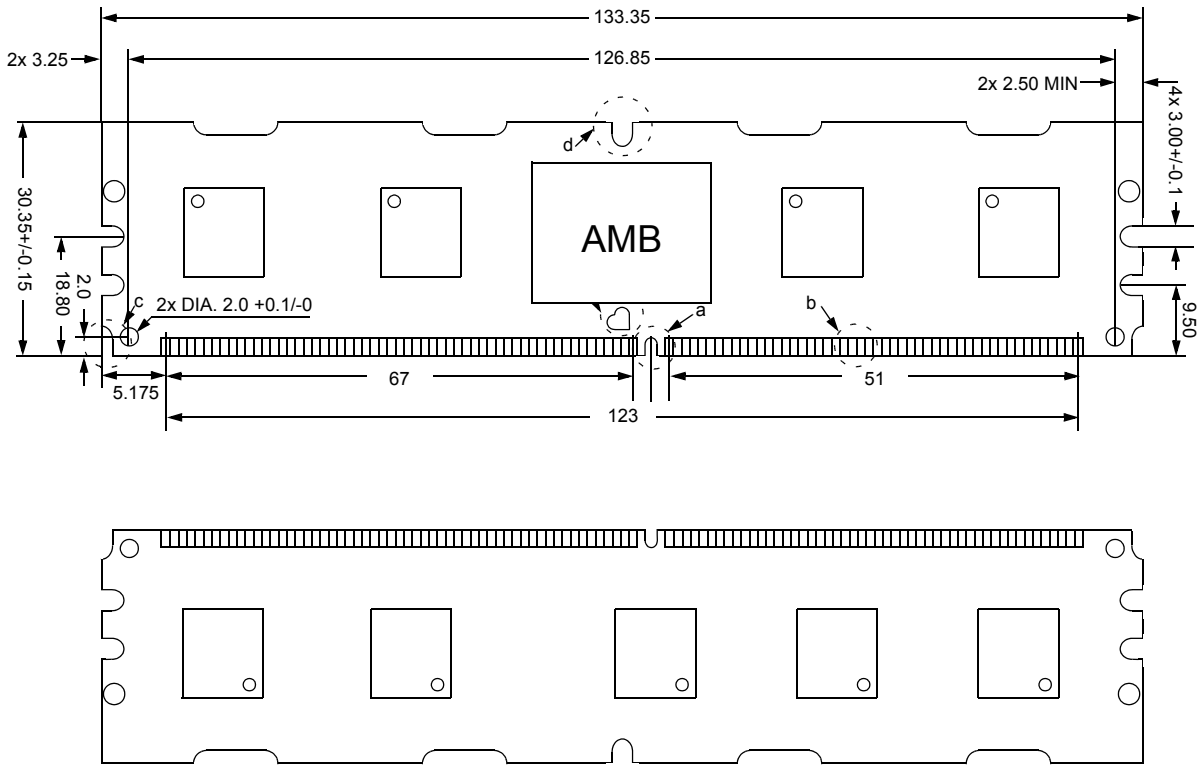 133.35
2x 3.25
126.85
2x 2.50 MIN
4x 3.00+/-0.1
d
30.35+/-0.15
18.80
2.0
AMB
c
2x DIA. 2.0 +0.1/-0
a
b
9.50
5.175
67
51
123